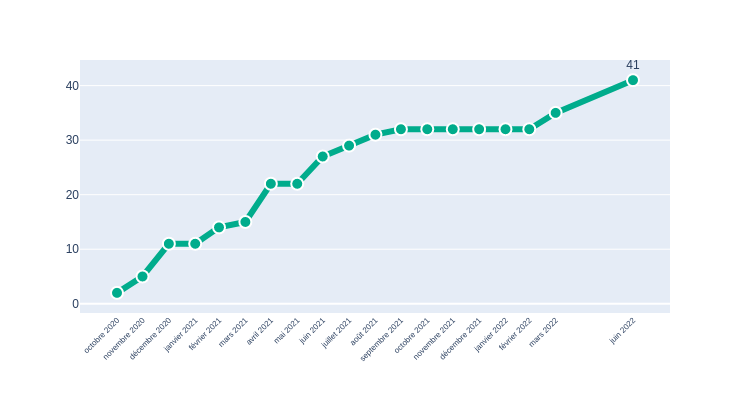 41
40
30
20
10
0
octobre 2020
novembre 2020
décembre 2020
janvier 2021
février 2021
mars 2021
avril 2021
mai 2021
juin 2021
juillet 2021
août 2021
septembre 2021
octobre 2021
novembre 2021
décembre 2021
janvier 2022
février 2022
mars 2022
juin 2022